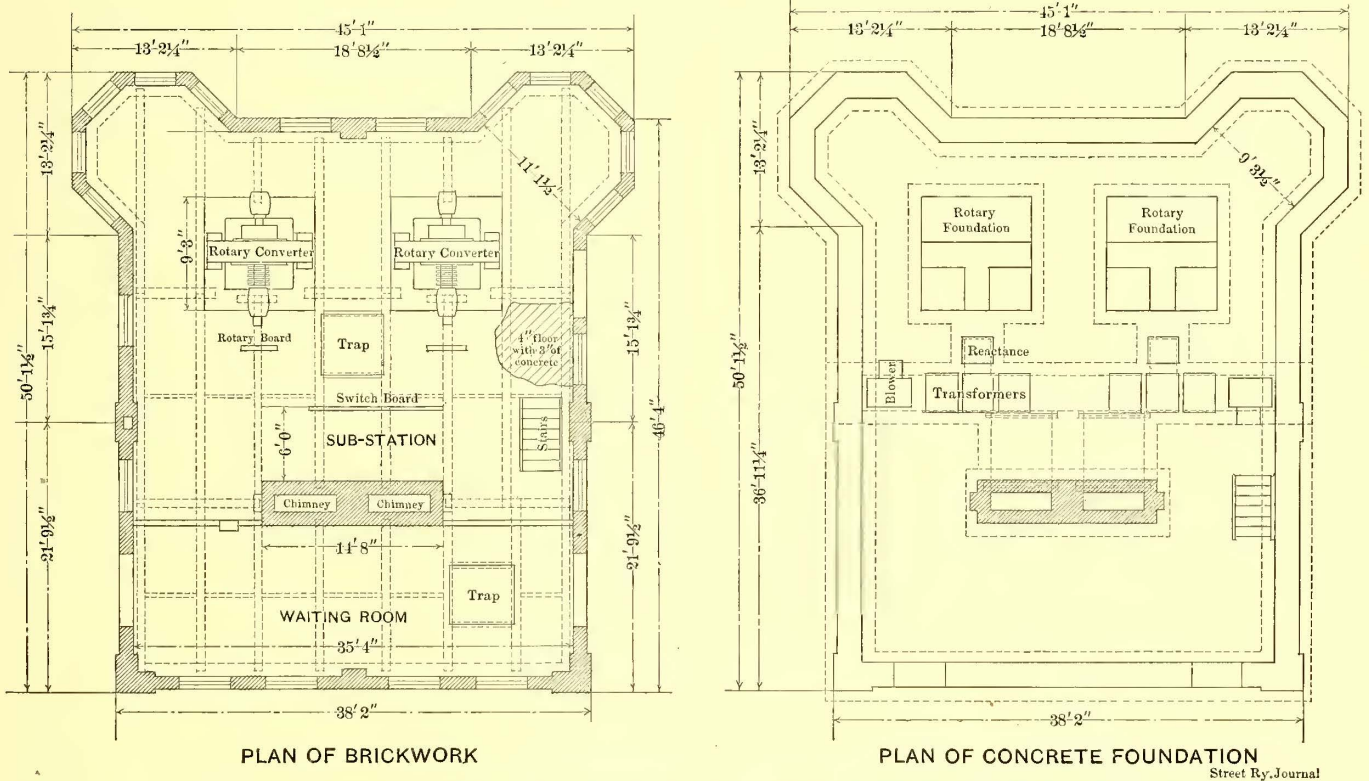 45'-1"
13'-2¼" 18'-8½" 13'-2¼"
13'-2¼"
11'-1½"
9'-3"
Rotary Converter
Rotary Converter
50'-1½"
15'-1¾"
Rotary Board
Trap
4" floor
with 3" of
concrete
15'-1¾"
Switch Board
6'-0"
SUB-STATION
Stairs
46'-4"
Chimney
Chimney
21'-9½"
14'-8"
21'-9½"
Trap
WAITING ROOM
35'-4"
38'-2"
PLAN OF BRICKWORK
45'-1"
13'-2¼" 18'-8½" 13'-2¼"
13'-2¼"
9'-3½"
Rotary
Foundation
Rotary
Foundation
Reactance
50'-1½"
Blower
Transformers
36'-11¼"
38'-2"
PLAN OF CONCRETE FOUNDATION
Street Ry. Journal